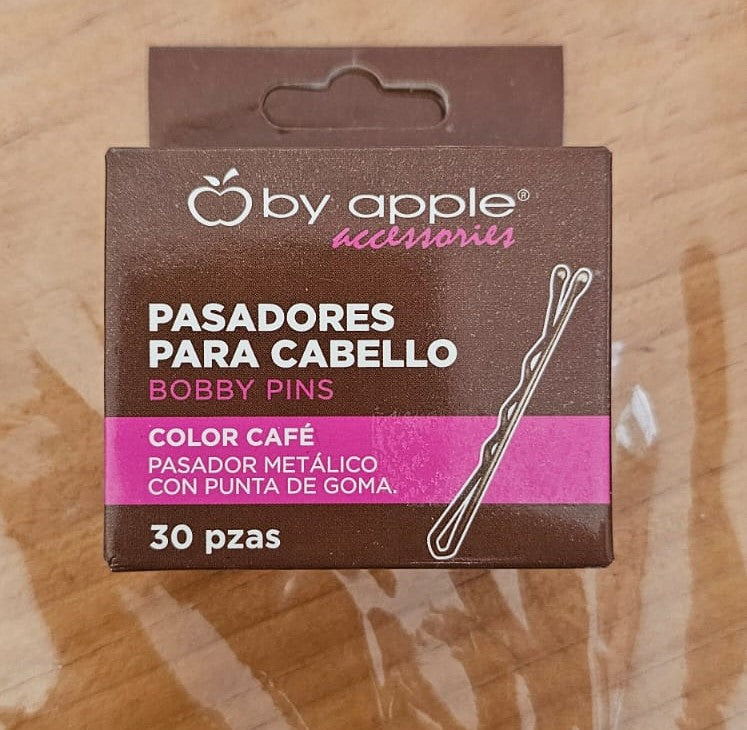 by apple®
accessories
PASADORES
PARA CABELLO
BOBBY PINS
COLOR CAFÉ
PASADOR METÁLICO
CON PUNTA DE GOMA.
30 pzas